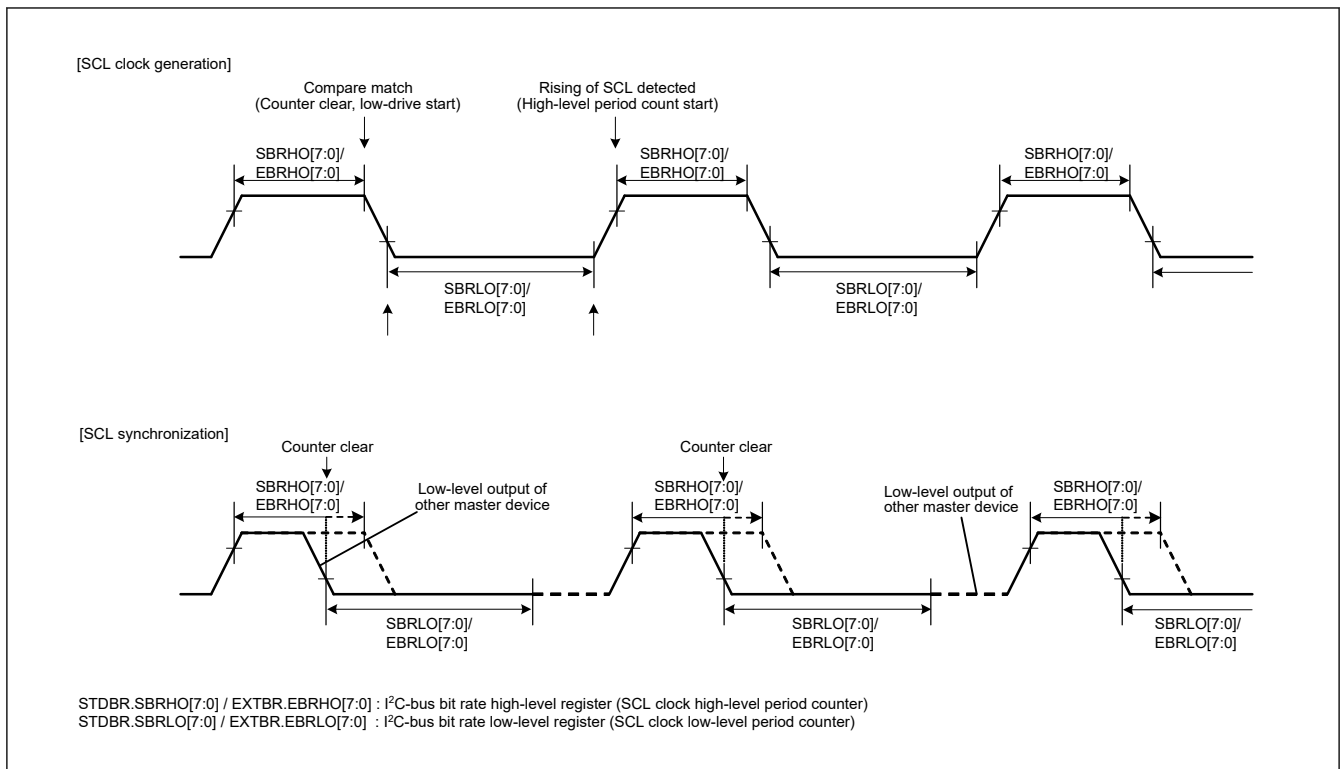 [SCL clock generation]
Compare match
(Counter clear, low-drive start)
Rising of SCL detected
(High-level period count start)
SBRHO[7:0]/
EBRHO[7:0]
SBRHO[7:0]/
EBRHO[7:0]
SBRHO[7:0]/
EBRHO[7:0]
SBRLO[7:0]/
EBRLO[7:0]
SBRLO[7:0]/
EBRLO[7:0]
[SCL synchronization]
Counter clear
Counter clear
SBRHO[7:0]/
EBRHO[7:0]
Low-level output of
other master device
SBRHO[7:0]/
EBRHO[7:0]
Low-level output of
other master device
SBRHO[7:0]/
EBRHO[7:0]
SBRLO[7:0]/
EBRLO[7:0]
SBRLO[7:0]/
EBRLO[7:0]
SBRLO[7:0]/
EBRLO[7:0]
STDBR.SBRHO[7:0] / EXTBR.EBRHO[7:0] : I²C-bus bit rate high-level register (SCL clock high-level period counter)
STDBR.SBRLO[7:0] / EXTBR.EBRLO[7:0] : I²C-bus bit rate low-level register (SCL clock low-level period counter)